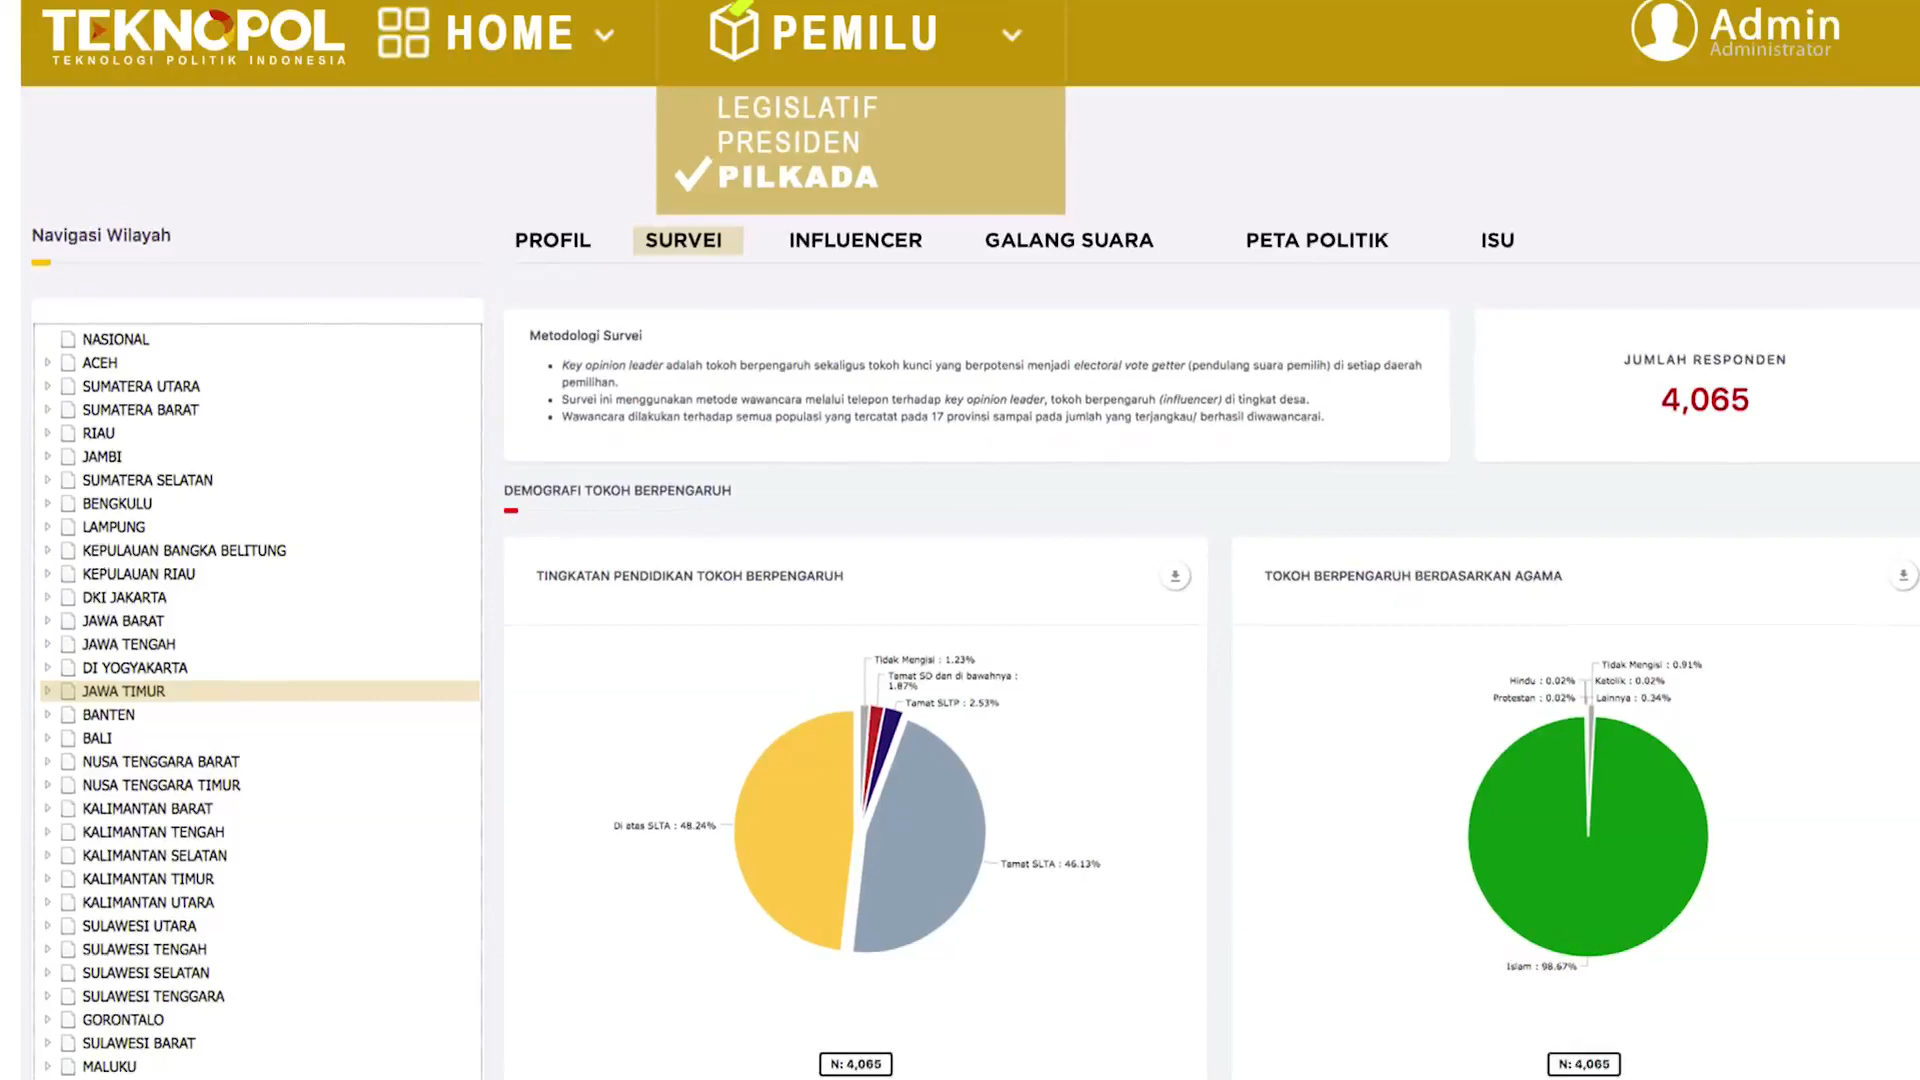 TEKNOPOL
TEKNOLOGI POLITIK INDONESIA
HOME
PEMILU
Admin
Administrator
LEGISLATIF
PRESIDEN
PILKADA
Navigasi Wilayah
PROFIL
SURVEI
INFLUENCER
GALANG SUARA
PETA POLITIK
ISU
NASIONAL
ACEH
SUMATERA UTARA
SUMATERA BARAT
RIAU
JAMBI
SUMATERA SELATAN
BENGKULU
LAMPUNG
KEPULAUAN BANGKA BELITUNG
KEPULAUAN RIAU
DKI JAKARTA
JAWA BARAT
JAWA TENGAH
DI YOGYAKARTA
JAWA TIMUR
BANTEN
BALI
NUSA TENGGARA BARAT
NUSA TENGGARA TIMUR
KALIMANTAN BARAT
KALIMANTAN TENGAH
KALIMANTAN SELATAN
KALIMANTAN TIMUR
KALIMANTAN UTARA
SULAWESI UTARA
SULAWESI TENGAH
SULAWESI SELATAN
SULAWESI TENGGARA
GORONTALO
SULAWESI BARAT
MALUKU
Metodologi Survei
• Key opinion leader adalah tokoh berpengaruh sekaligus tokoh kunci yang berpotensi menjadi electoral vote getter (pendulang suara pemilih) di setiap daerah
pemilihan.
• Survei ini menggunakan metode wawancara melalui telepon terhadap key opinion leader, tokoh berpengaruh (influencer) di tingkat desa.
• Wawancara dilakukan terhadap semua populasi yang tercatat pada 17 provinsi sampai pada jumlah yang terjangkau/ berhasil diwawancarai.
JUMLAH RESPONDEN
4,065
DEMOGRAFI TOKOH BERPENGARUH
TINGKATAN PENDIDIKAN TOKOH BERPENGARUH
Tidak Mengisi : 1.23%
Tamat SD dan di bawahnya :
1.87%
Tamat SLTP : 2.53%
Di atas SLTA : 48.24%
Tamat SLTA : 46.13%
N: 4,065
TOKOH BERPENGARUH BERDASARKAN AGAMA
Tidak Mengisi : 0.91%
Hindu : 0.02%
Katolik : 0.02%
Protestan : 0.02%
Lainnya : 0.34%
Islam : 98.67%
N: 4,065